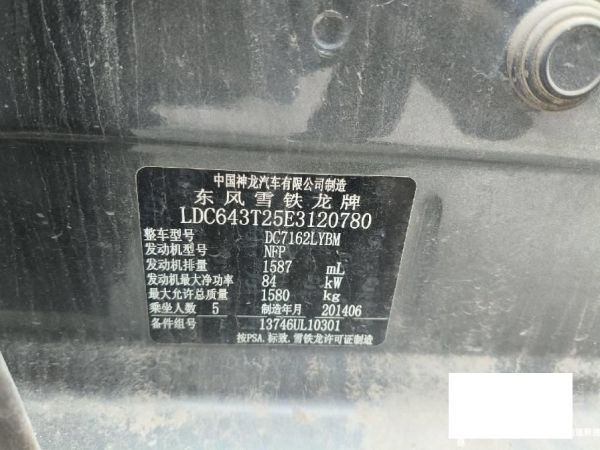 中国神龙汽车有限公司制造
东风雪铁龙牌
LDC643T25E3120780
整车型号 DC7162LYBM
发动机型号 NFP
发动机排量 1587 mL
发动机最大净功率 84 kW
最大允许总质量 1580 kg
乘坐人数 5 制造年月 201406
备件组号 13746UL10301
按PSA.标致.雪铁龙许可证制造